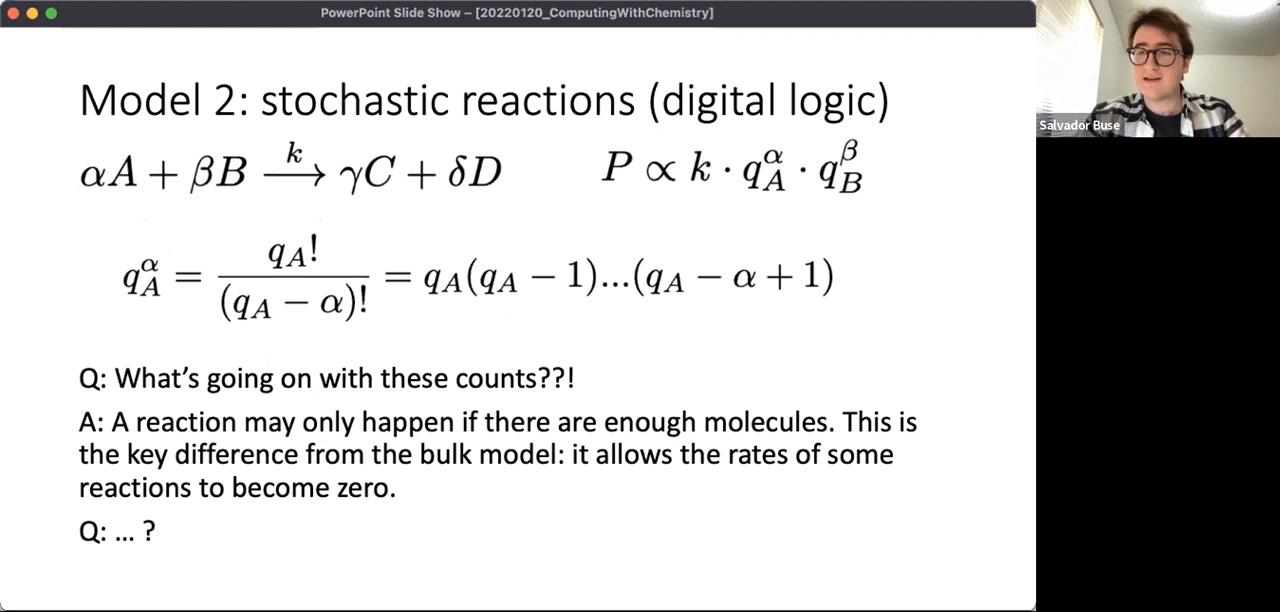 PowerPoint Slide Show – [20220120_ComputingWithChemistry]
Salvador Buse
Model 2: stochastic reactions (digital logic)
αA + βB —k→ γC + δD
P ∝ k · q_A^α · q_B^β
q_A^α = q_A! / (q_A − α)! = q_A(q_A − 1)...(q_A − α + 1)
Q: What's going on with these counts??!
A: A reaction may only happen if there are enough molecules. This is
the key difference from the bulk model: it allows the rates of some
reactions to become zero.
Q: ... ?